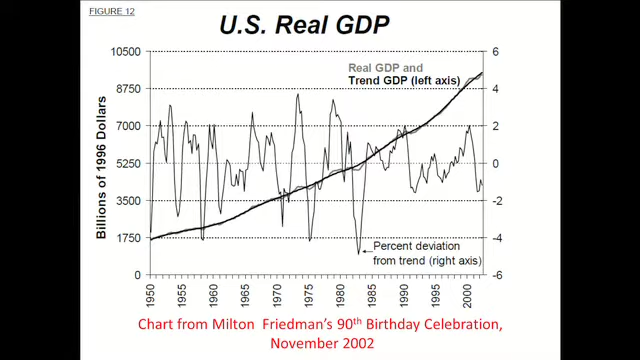 FIGURE 12
U.S. Real GDP
10500
8750
7000
5250
3500
1750
0
Billions of 1996 Dollars
6
4
2
0
-2
-4
-6
Real GDP and
Trend GDP (left axis)
Percent deviation
from trend (right axis)
1950
1955
1960
1965
1970
1975
1980
1985
1990
1995
2000
Chart from Milton Friedman's 90th Birthday Celebration,
November 2002